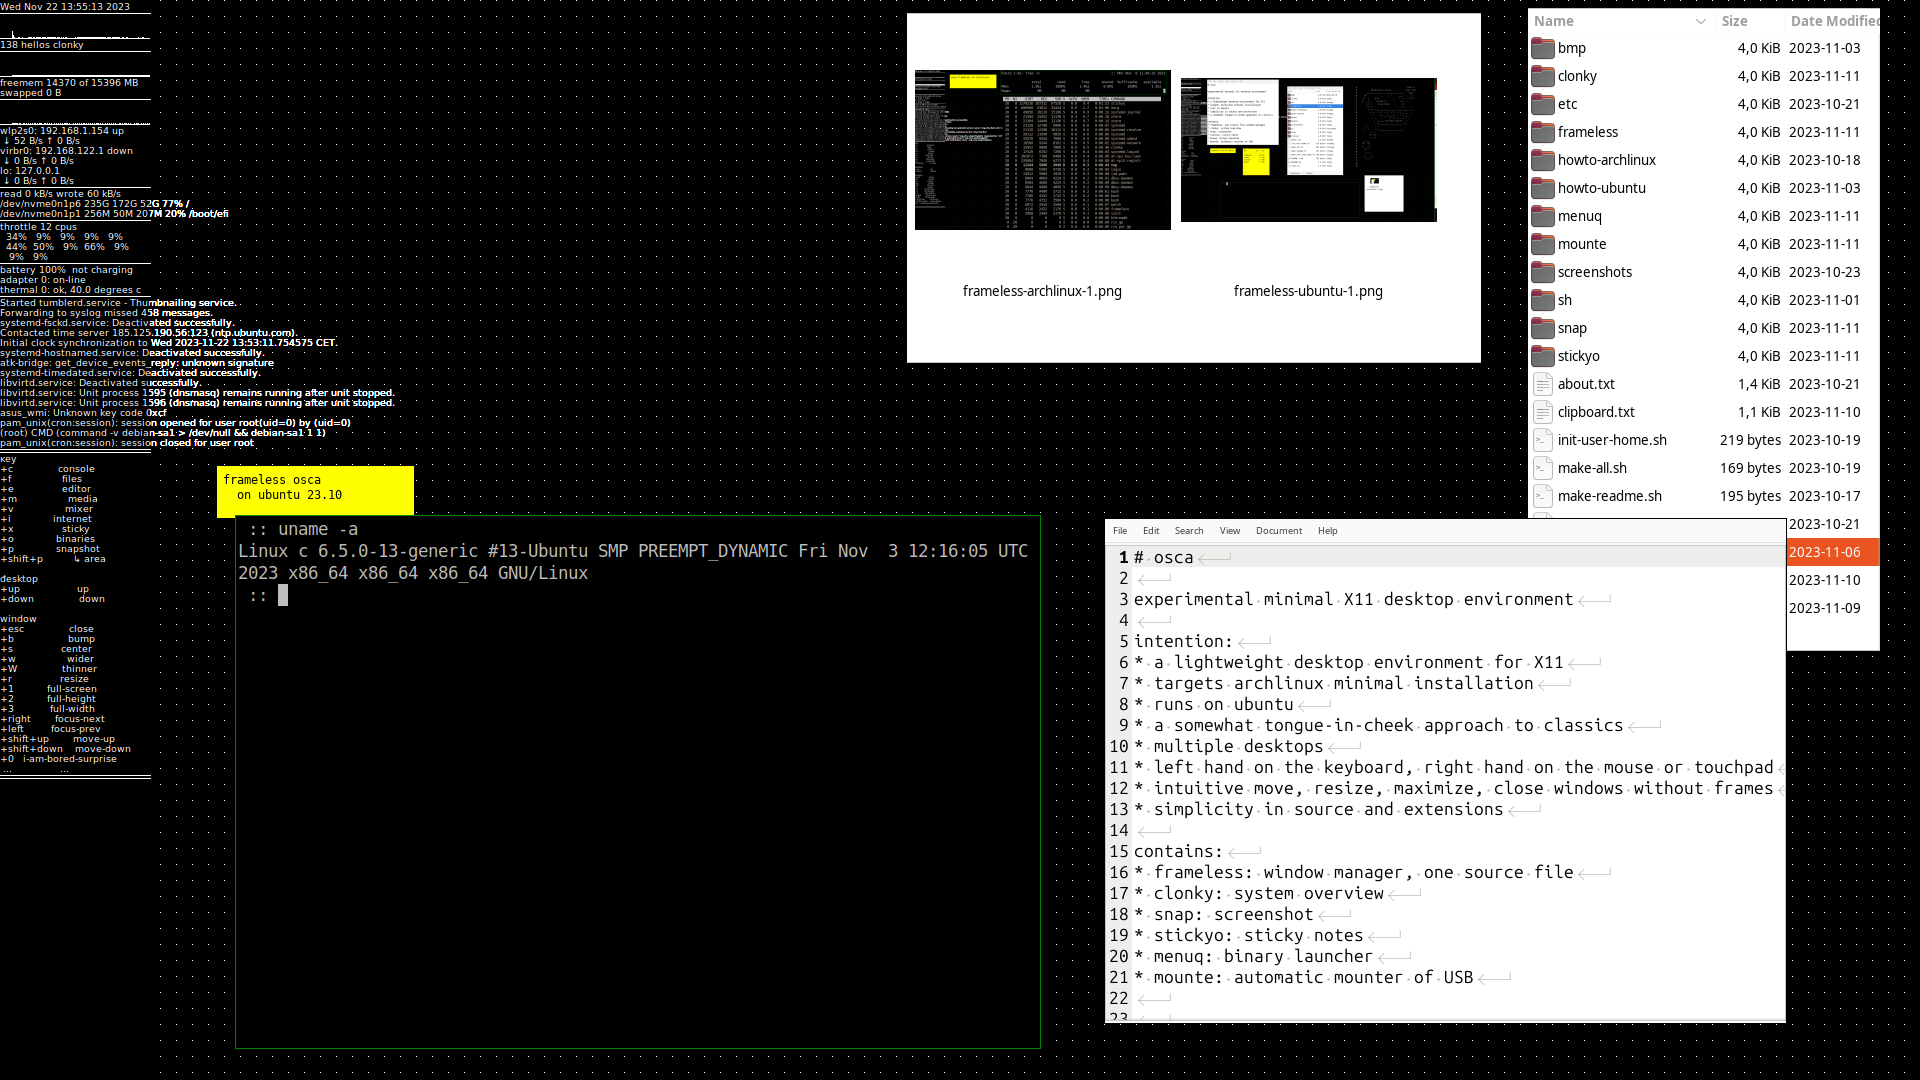 Wed Nov 22 13:55:13 2023
138 hellos clonky
freemem 14370 of 15396 MB
swapped 0 B
wlp2s0: 192.168.1.154 up
↓ 52 B/s ↑ 0 B/s
virbr0: 192.168.122.1 down
↓ 0 B/s ↑ 0 B/s
lo: 127.0.0.1
↓ 0 B/s ↑ 0 B/s
read 0 kB/s wrote 60 kB/s
/dev/nvme0n1p6 235G 172G 52G 77% /
/dev/nvme0n1p1 256M 50M 207M 20% /boot/efi
throttle 12 cpus
34% 9% 9% 9% 9%
44% 50% 9% 66% 9%
9% 9%
battery 100% not charging
adapter 0: on-line
thermal 0: ok, 40.0 degrees c
Started tumblerd.service - Thumbnailing service.
Forwarding to syslog missed 458 messages.
systemd-fsckd.service: Deactivated successfully.
Contacted time server 185.125.190.56:123 (ntp.ubuntu.com).
Initial clock synchronization to Wed 2023-11-22 13:53:11.754575 CET.
systemd-hostnamed.service: Deactivated successfully.
atk-bridge: get_device_events_reply: unknown signature
systemd-timedated.service: Deactivated successfully.
libvirtd.service: Deactivated successfully.
libvirtd.service: Unit process 1595 (dnsmasq) remains running after unit stopped.
libvirtd.service: Unit process 1596 (dnsmasq) remains running after unit stopped.
asus_wmi: Unknown key code 0xcf
pam_unix(cron:session): session opened for user root(uid=0) by (uid=0)
(root) CMD (command -v debian-sa1 > /dev/null && debian-sa1 1 1)
pam_unix(cron:session): session closed for user root
key
+c console
+f files
+e editor
+m media
+v mixer
+i internet
+x sticky
+o binaries
+p snapshot
+shift+p ↳ area
desktop
+up up
+down down
window
+esc close
+b bump
+s center
+w wider
+W thinner
+r resize
+1 full-screen
+2 full-height
+3 full-width
+right focus-next
+left focus-prev
+shift+up move-up
+shift+down move-down
+0 i-am-bored-surprise
... ...
frameless osca
on ubuntu 23.10
:: uname -a
Linux c 6.5.0-13-generic #13-Ubuntu SMP PREEMPT_DYNAMIC Fri Nov  3 12:16:05 UTC
2023 x86_64 x86_64 x86_64 GNU/Linux
::
frameless-archlinux-1.png
frameless-ubuntu-1.png
Name Size Date Modified
bmp 4,0 KiB 2023-11-03
clonky 4,0 KiB 2023-11-11
etc 4,0 KiB 2023-10-21
frameless 4,0 KiB 2023-11-11
howto-archlinux 4,0 KiB 2023-10-18
howto-ubuntu 4,0 KiB 2023-11-03
menuq 4,0 KiB 2023-11-11
mounte 4,0 KiB 2023-11-11
screenshots 4,0 KiB 2023-10-23
sh 4,0 KiB 2023-11-01
snap 4,0 KiB 2023-11-11
stickyo 4,0 KiB 2023-11-11
about.txt 1,4 KiB 2023-10-21
clipboard.txt 1,1 KiB 2023-11-10
init-user-home.sh 219 bytes 2023-10-19
make-all.sh 169 bytes 2023-10-19
make-readme.sh 195 bytes 2023-10-17
2023-10-21
2023-11-06
2023-11-10
2023-11-09
File Edit Search View Document Help
1 # osca
2
3 experimental minimal X11 desktop environment
4
5 intention:
6 * a lightweight desktop environment for X11
7 * targets archlinux minimal installation
8 * runs on ubuntu
9 * a somewhat tongue-in-cheek approach to classics
10 * multiple desktops
11 * left hand on the keyboard, right hand on the mouse or touchpad
12 * intuitive move, resize, maximize, close windows without frames
13 * simplicity in source and extensions
14
15 contains:
16 * frameless: window manager, one source file
17 * clonky: system overview
18 * snap: screenshot
19 * stickyo: sticky notes
20 * menuq: binary launcher
21 * mounte: automatic mounter of USB
22
23